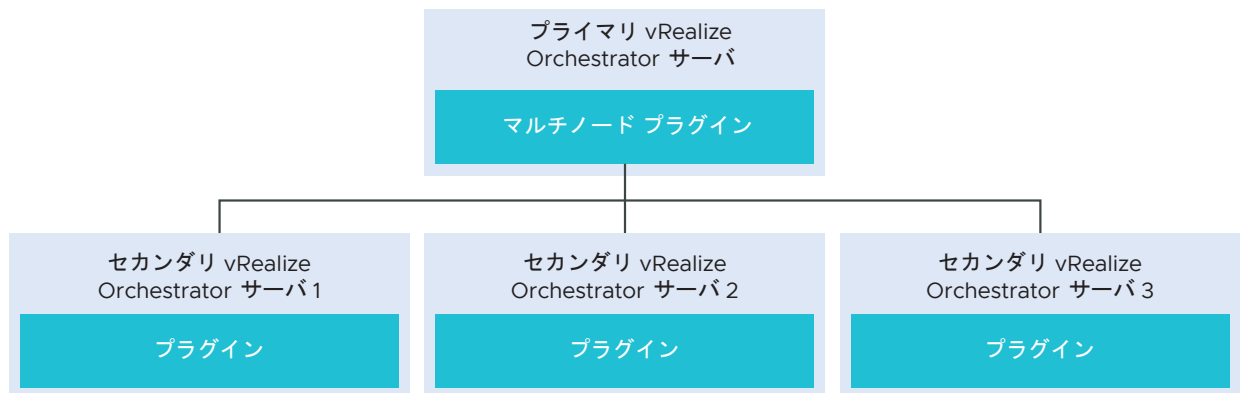 プライマリ vRealize
Orchestrator サーバ
マルチノード プラグイン
セカンダリ vRealize
Orchestrator サーバ 1
プラグイン
セカンダリ vRealize
Orchestrator サーバ 2
プラグイン
セカンダリ vRealize
Orchestrator サーバ 3
プラグイン